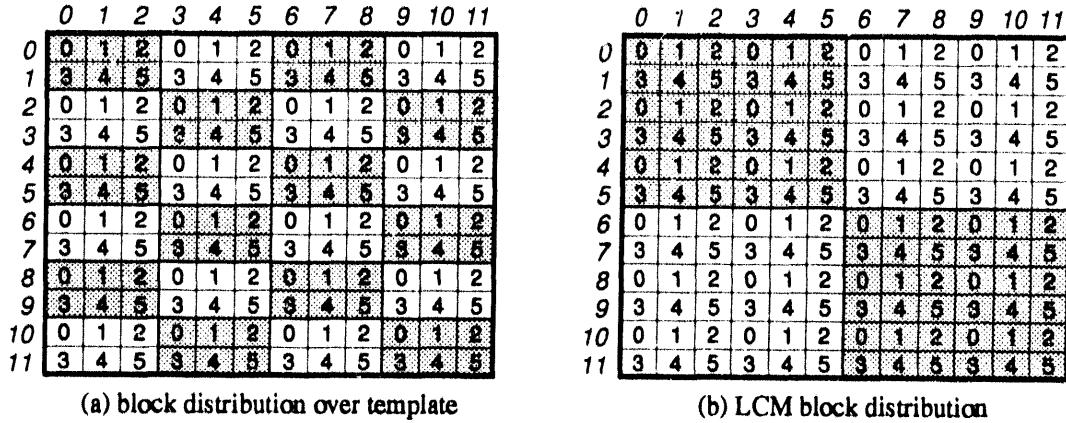 0 1 2 3 4 5 6 7 8 9 10 11
0 0 1 2 0 1 2 0 1 2 0 1 2
1 3 4 5 3 4 5 3 4 5 3 4 5
2 0 1 2 0 1 2 0 1 2 0 1 2
3 3 4 5 3 4 5 3 4 5 3 4 5
4 0 1 2 0 1 2 0 1 2 0 1 2
5 3 4 5 3 4 5 3 4 5 3 4 5
6 0 1 2 0 1 2 0 1 2 0 1 2
7 3 4 5 3 4 5 3 4 5 3 4 5
8 0 1 2 0 1 2 0 1 2 0 1 2
9 3 4 5 3 4 5 3 4 5 3 4 5
10 0 1 2 0 1 2 0 1 2 0 1 2
11 3 4 5 3 4 5 3 4 5 3 4 5
(a) block distribution over template
0 1 2 3 4 5 6 7 8 9 10 11
0 0 1 2 0 1 2 0 1 2 0 1 2
1 3 4 5 3 4 5 3 4 5 3 4 5
2 0 1 2 0 1 2 0 1 2 0 1 2
3 3 4 5 3 4 5 3 4 5 3 4 5
4 0 1 2 0 1 2 0 1 2 0 1 2
5 3 4 5 3 4 5 3 4 5 3 4 5
6 0 1 2 0 1 2 0 1 2 0 1 2
7 3 4 5 3 4 5 3 4 5 3 4 5
8 0 1 2 0 1 2 0 1 2 0 1 2
9 3 4 5 3 4 5 3 4 5 3 4 5
10 0 1 2 0 1 2 0 1 2 0 1 2
11 3 4 5 3 4 5 3 4 5 3 4 5
(b) LCM block distribution